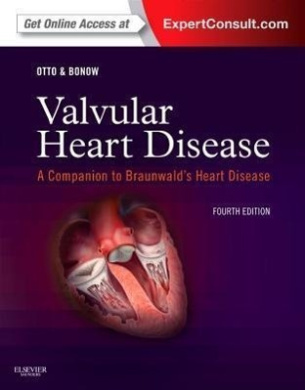 Get Online Access at
ExpertConsult.com
OTTO & BONOW
Valvular
Heart Disease
A Companion to Braunwald's Heart Disease
FOURTH EDITION
ELSEVIER
SAUNDERS